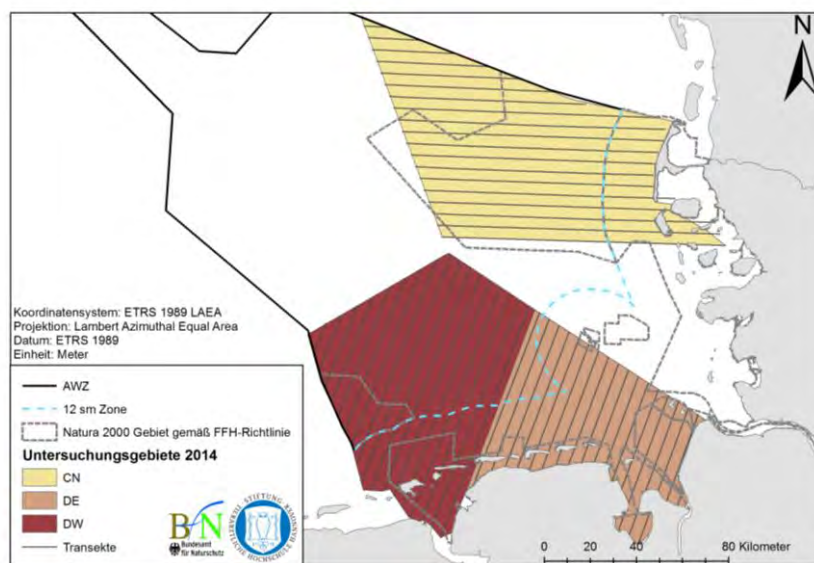 N
Koordinatensystem: ETRS 1989 LAEA
Projektion: Lambert Azimuthal Equal Area
Datum: ETRS 1989
Einheit: Meter
AWZ
12 sm Zone
Natura 2000 Gebiet gemäß FFH-Richtlinie
Untersuchungsgebiete 2014
CN
DE
DW
Transekte
BfN
Bundesamt
für Naturschutz
0 20 40 80 Kilometer